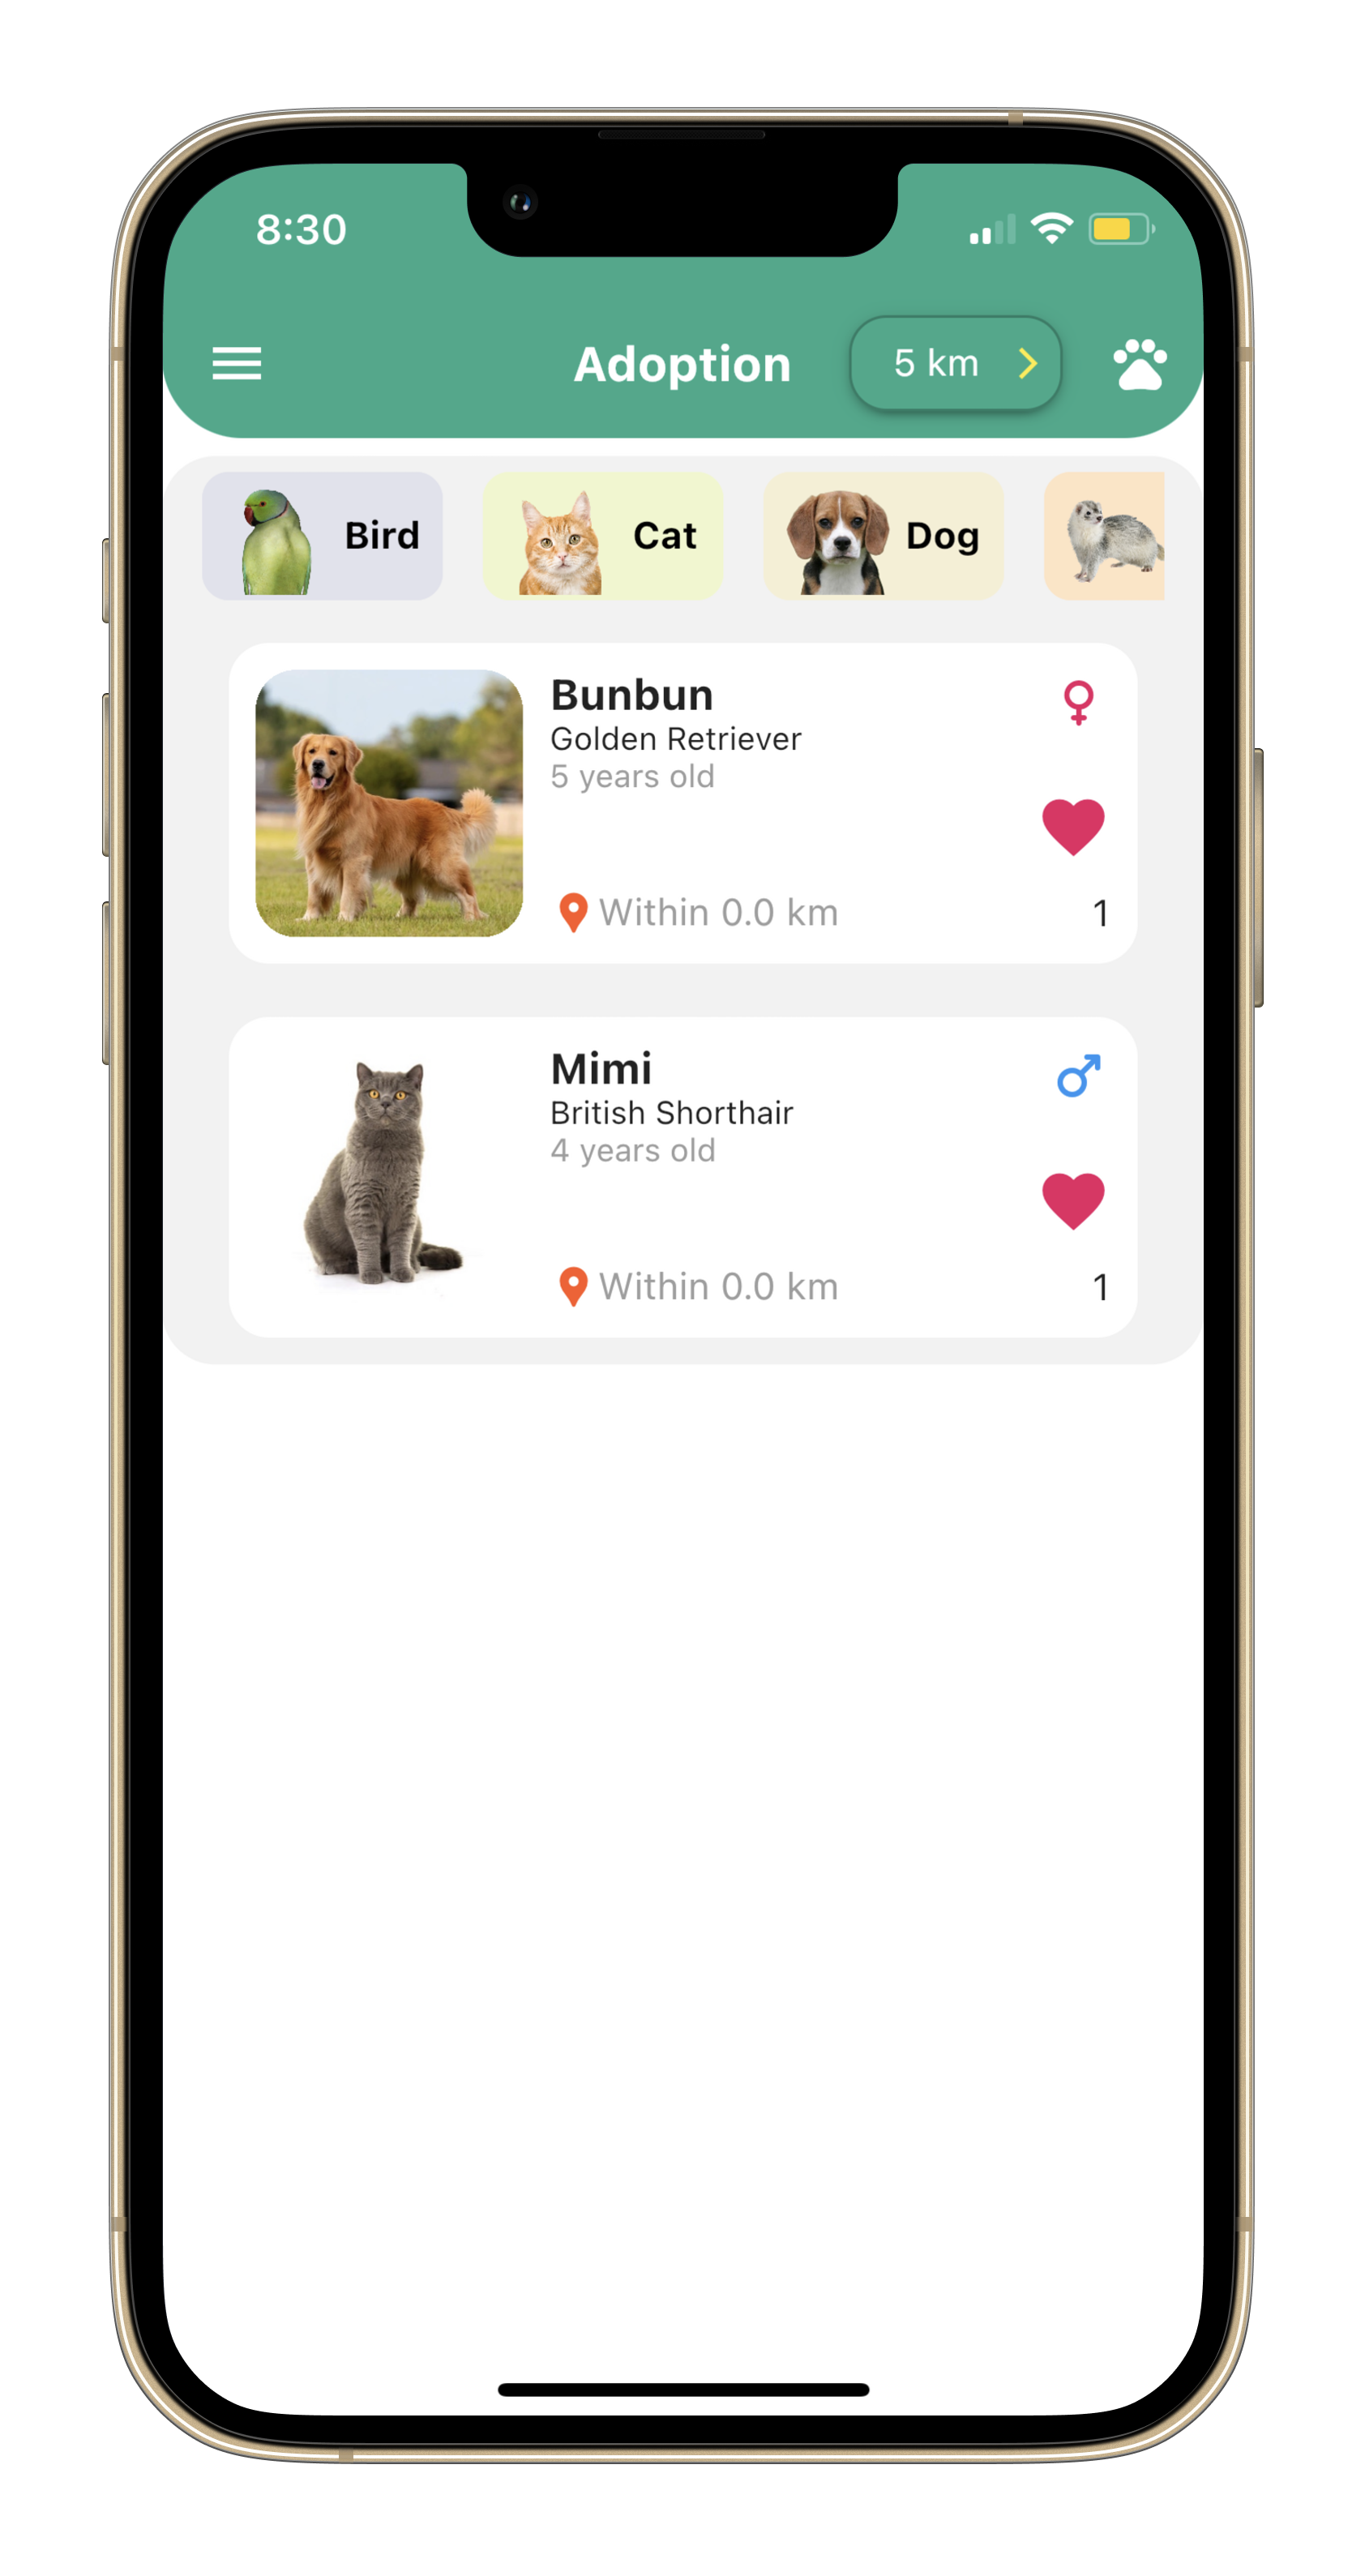 8:30
Adoption
5 km
Bird
Cat
Dog
Bunbun
Golden Retriever
5 years old
Within 0.0 km
1
Mimi
British Shorthair
4 years old
Within 0.0 km
1